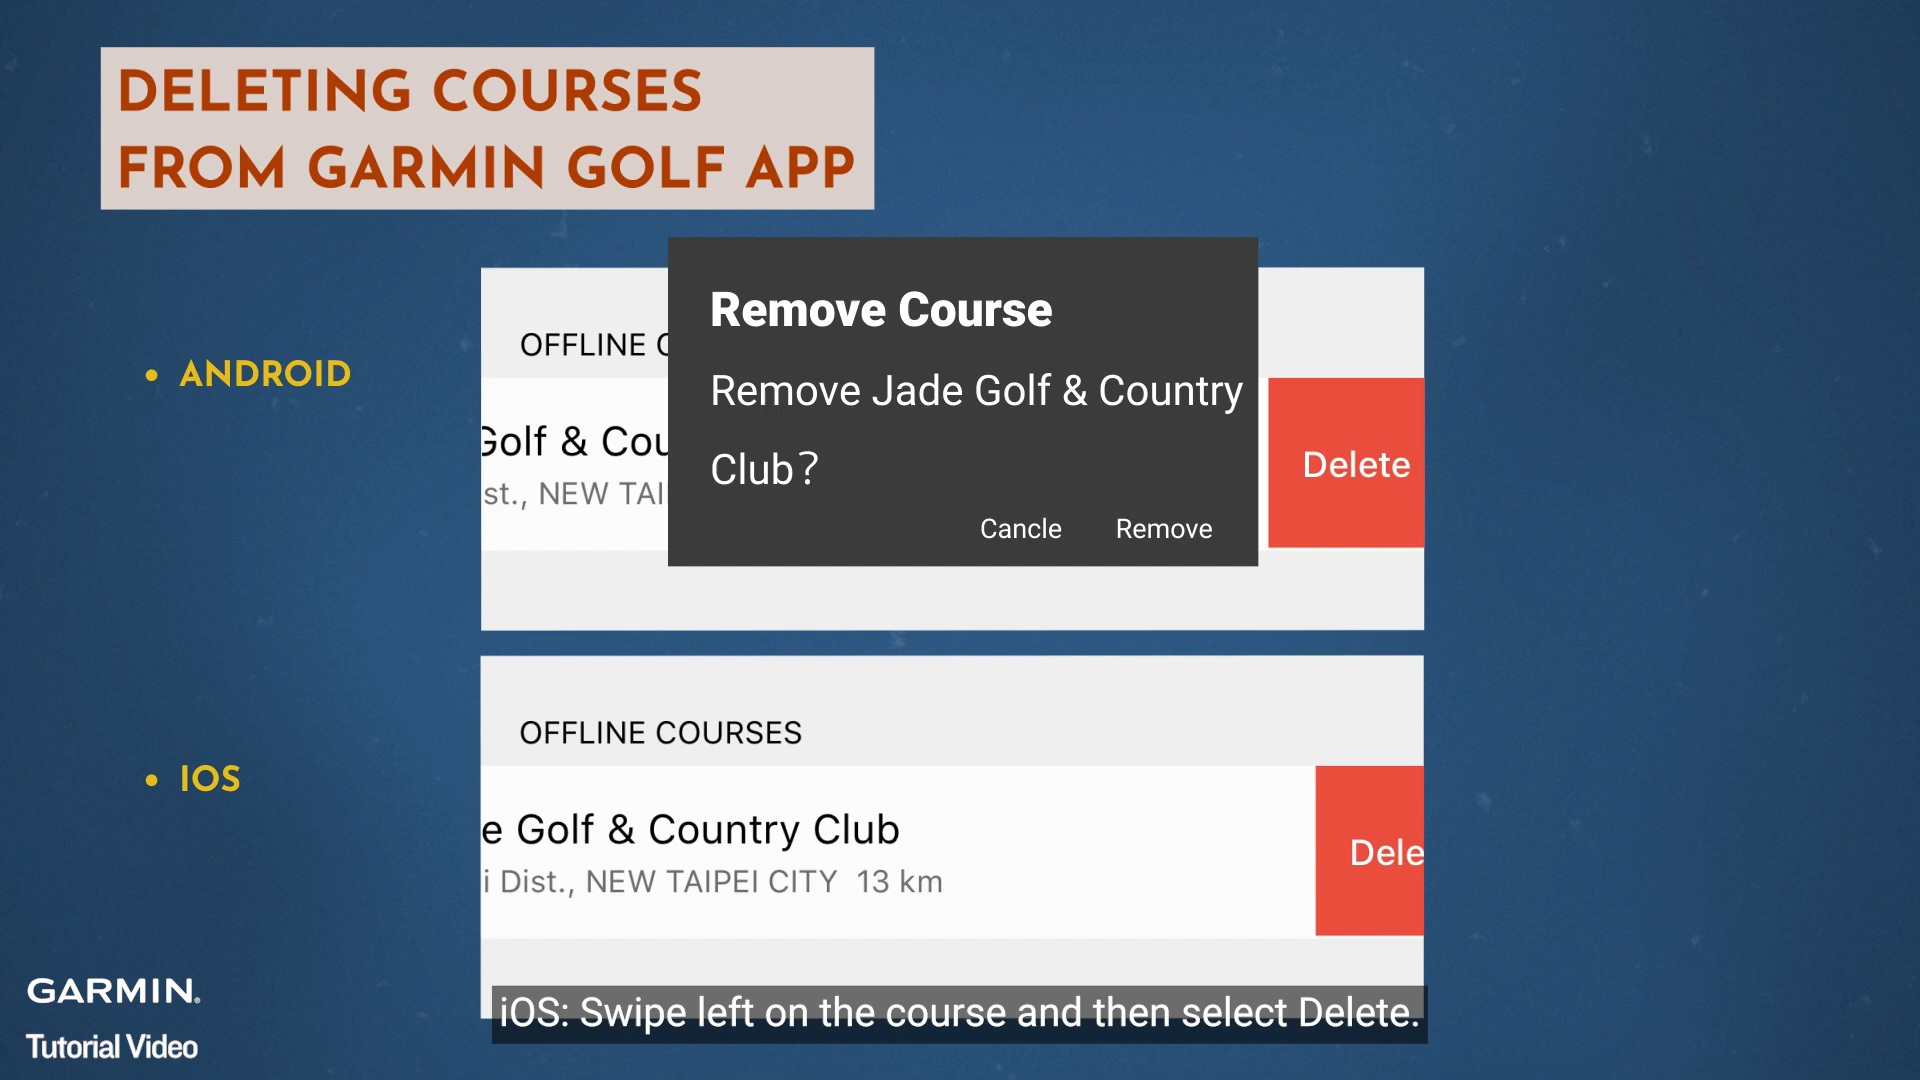 DELETING COURSES
FROM GARMIN GOLF APP
• ANDROID
OFFLINE C
Golf & Cou
st., NEW TAI
Delete
Remove Course
Remove Jade Golf & Country
Club?
Cancle Remove
• IOS
OFFLINE COURSES
e Golf & Country Club
i Dist., NEW TAIPEI CITY 13 km
Dele
GARMIN®
Tutorial Video
iOS: Swipe left on the course and then select Delete.